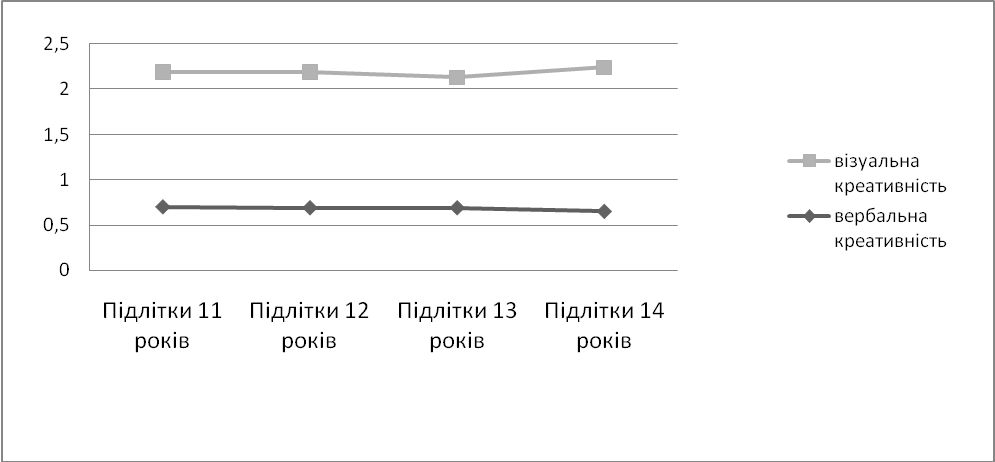 2,5
2
1,5
1
0,5
0
Підлітки 11
років
Підлітки 12
років
Підлітки 13
років
Підлітки 14
років
візуальна
креативність
вербальна
креативність